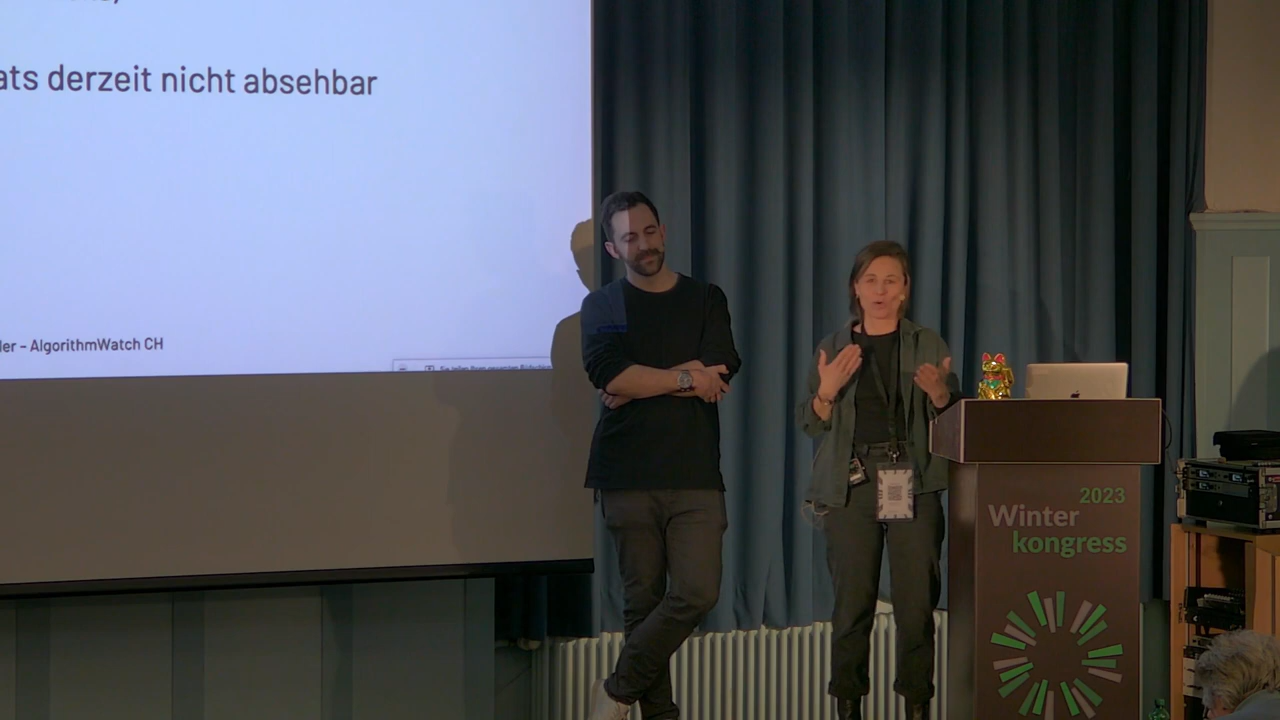 ats derzeit nicht absehbar
ler – AlgorithmWatch CH
2023
Winter
kongress